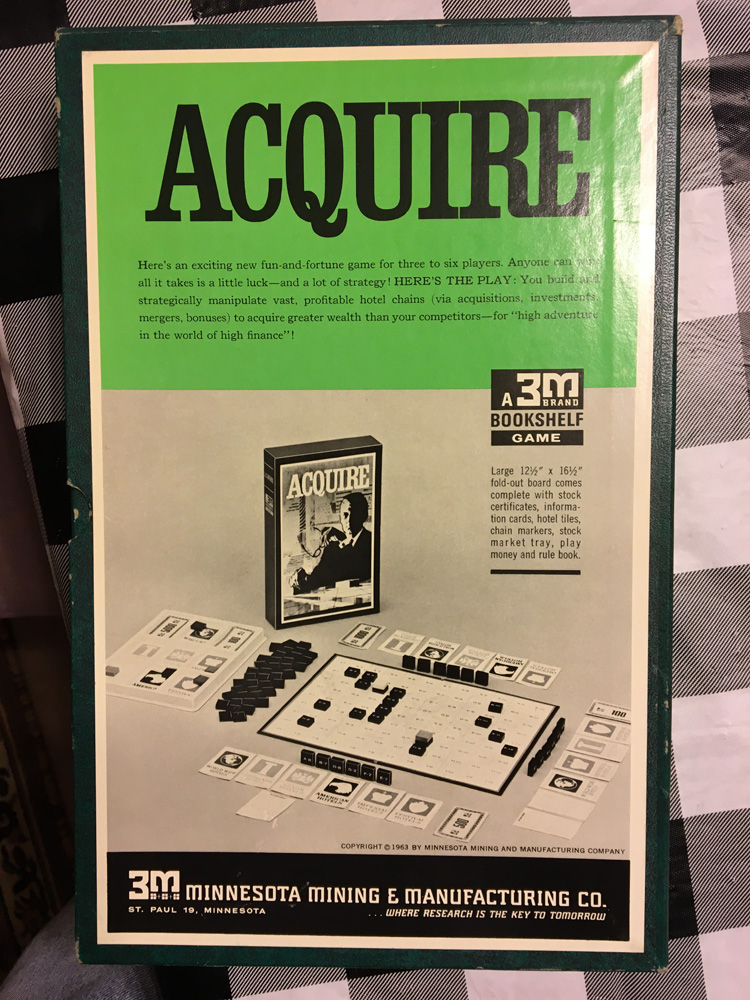 ACQUIRE
Here's an exciting new fun-and-fortune game for three to six players. Anyone can win
all it takes is a little luck—and a lot of strategy! HERE'S THE PLAY: You build and
strategically manipulate vast, profitable hotel chains (via acquisitions, investments,
mergers, bonuses) to acquire greater wealth than your competitors—for "high adventure
in the world of high finance"!
A 3M
BRAND
BOOKSHELF
GAME
Large 12½" x 16½"
fold-out board comes
complete with stock
certificates, informa-
tion cards, hotel tiles,
chain markers, stock
market tray, play
money and rule book.
ACQUIRE
100
500
AMERICAN
COPYRIGHT © 1963 BY MINNESOTA MINING AND MANUFACTURING COMPANY
3M MINNESOTA MINING & MANUFACTURING CO.
ST. PAUL 19, MINNESOTA
...WHERE RESEARCH IS THE KEY TO TOMORROW